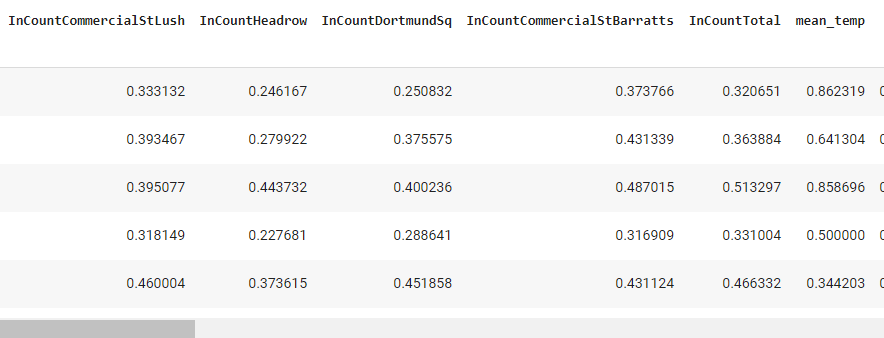 InCountCommercialStLush InCountHeadrow InCountDortmundSq InCountCommercialStBarratts InCountTotal mean_temp
0.333132 0.246167 0.250832 0.373766 0.320651 0.862319
0.393467 0.279922 0.375575 0.431339 0.363884 0.641304
0.395077 0.443732 0.400236 0.487015 0.513297 0.858696
0.318149 0.227681 0.288641 0.316909 0.331004 0.500000
0.460004 0.373615 0.451858 0.431124 0.466332 0.344203